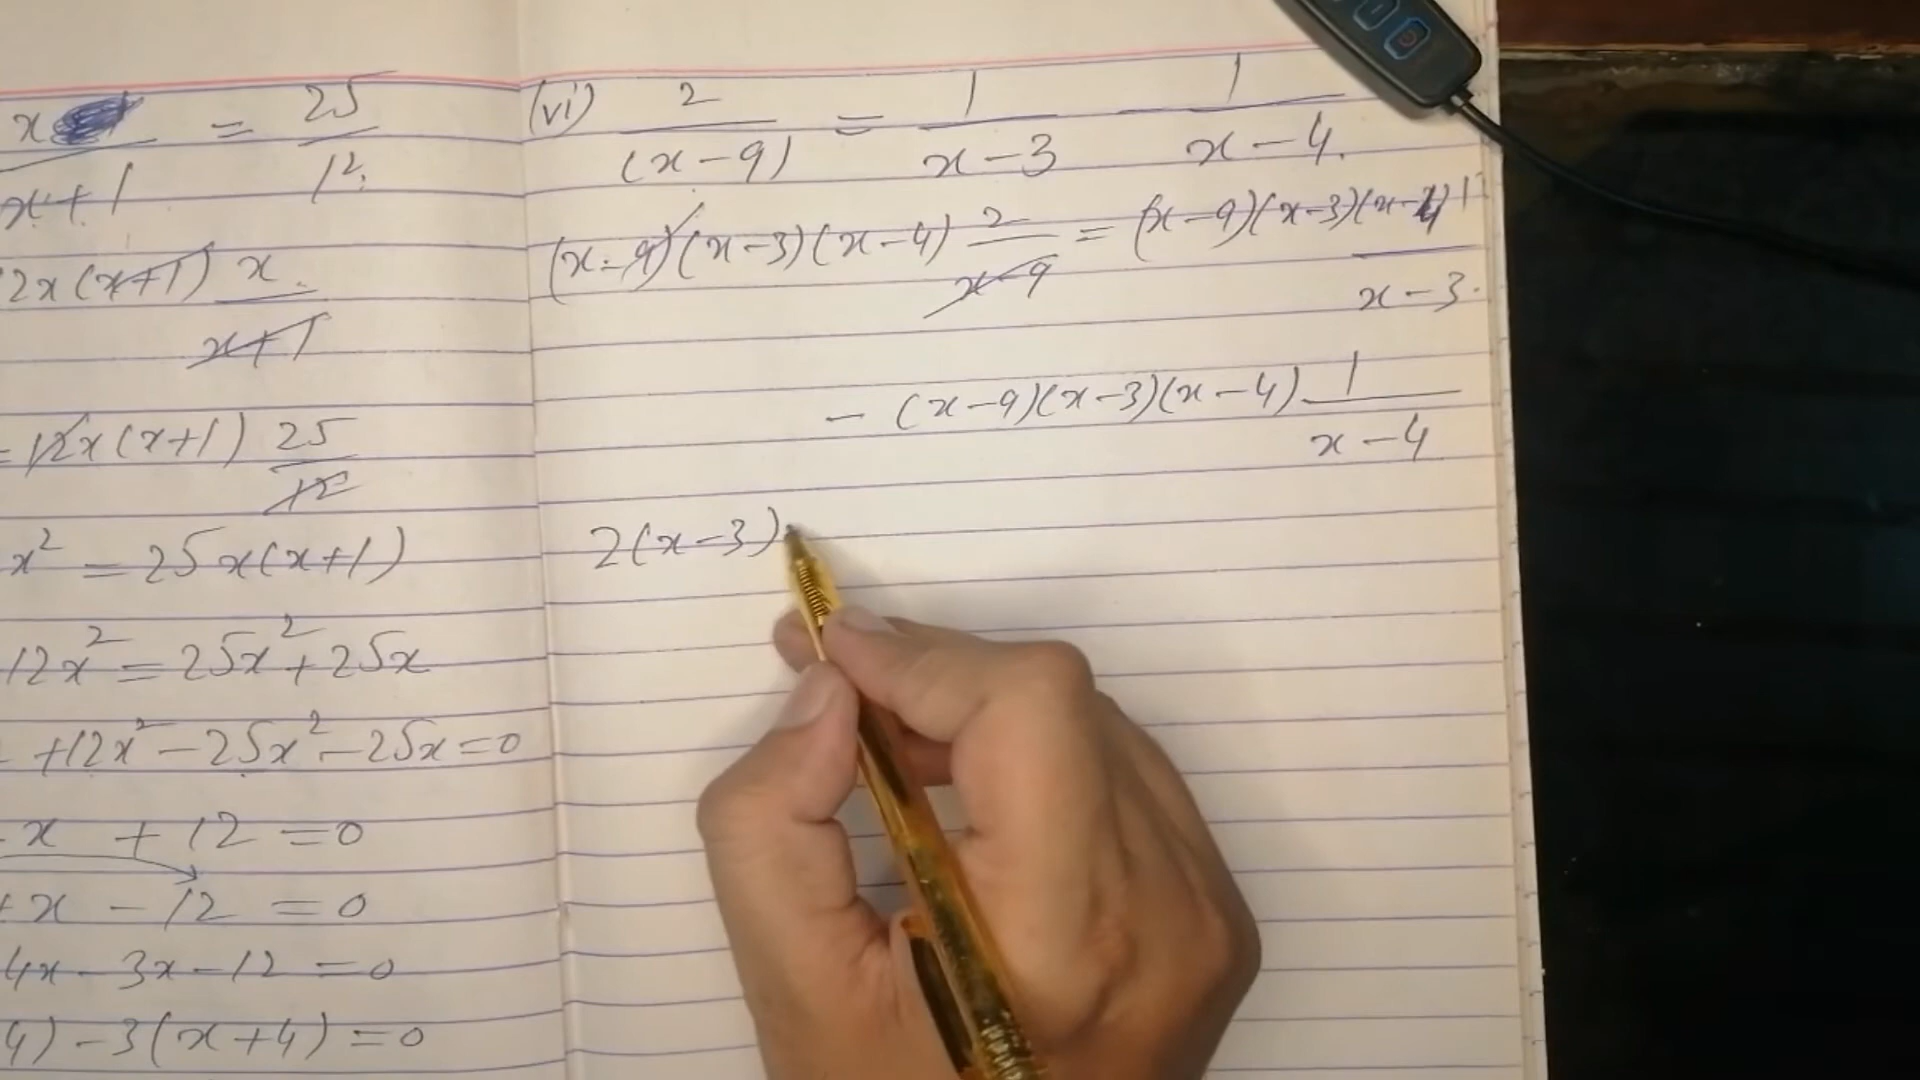 x / x+1 = 25 / 12
2x(x+1) x / x+1
= 12x(x+1) 25 / 12
x² = 25x(x+1)
12x² = 25x²+25x
+12x² - 25x² - 25x = 0
x + 12 = 0
+ x - 12 = 0
4x - 3x - 12 = 0
4) - 3(x+4) = 0
(vi) 2 / (x-9) = 1 / x-3 - 1 / x-4
(x-9)(x-3)(x-4) 2 / x-9 = (x-9)(x-3)(x-4) 1 / x-3
- (x-9)(x-3)(x-4) 1 / x-4
2(x-3)